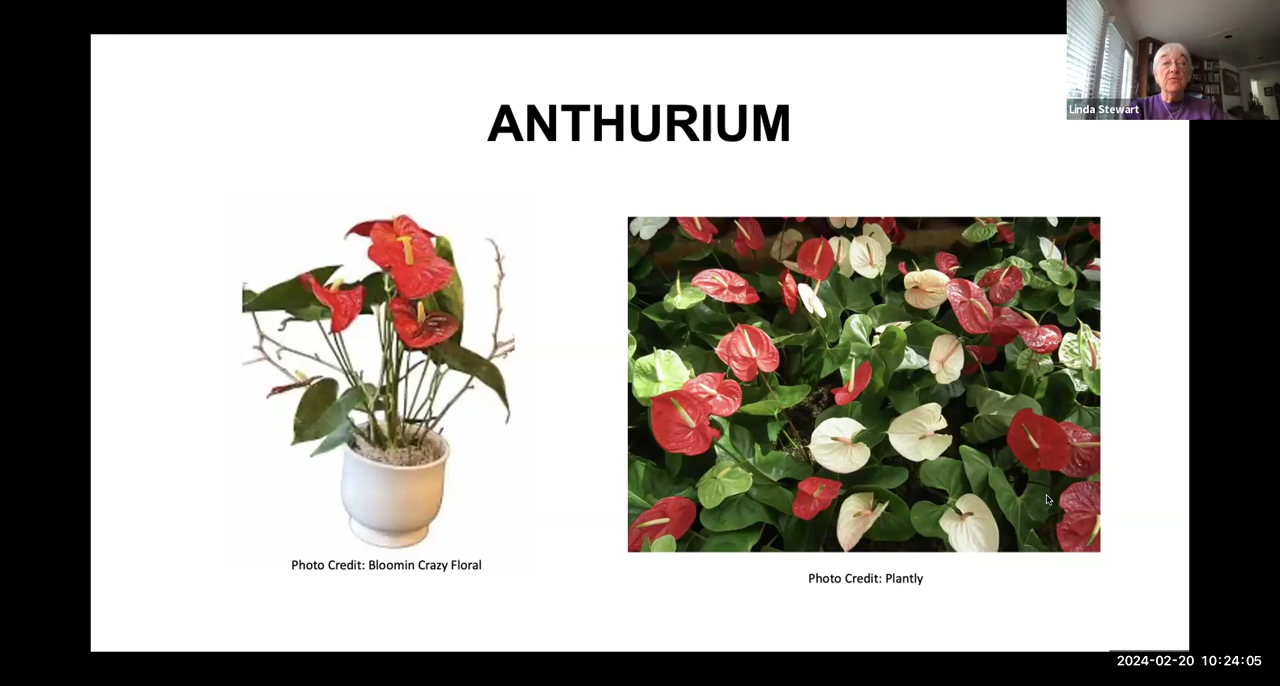 Linda Stewart
ANTHURIUM
Photo Credit: Bloomin Crazy Floral
Photo Credit: Plantly
2024-02-20 10:24:05